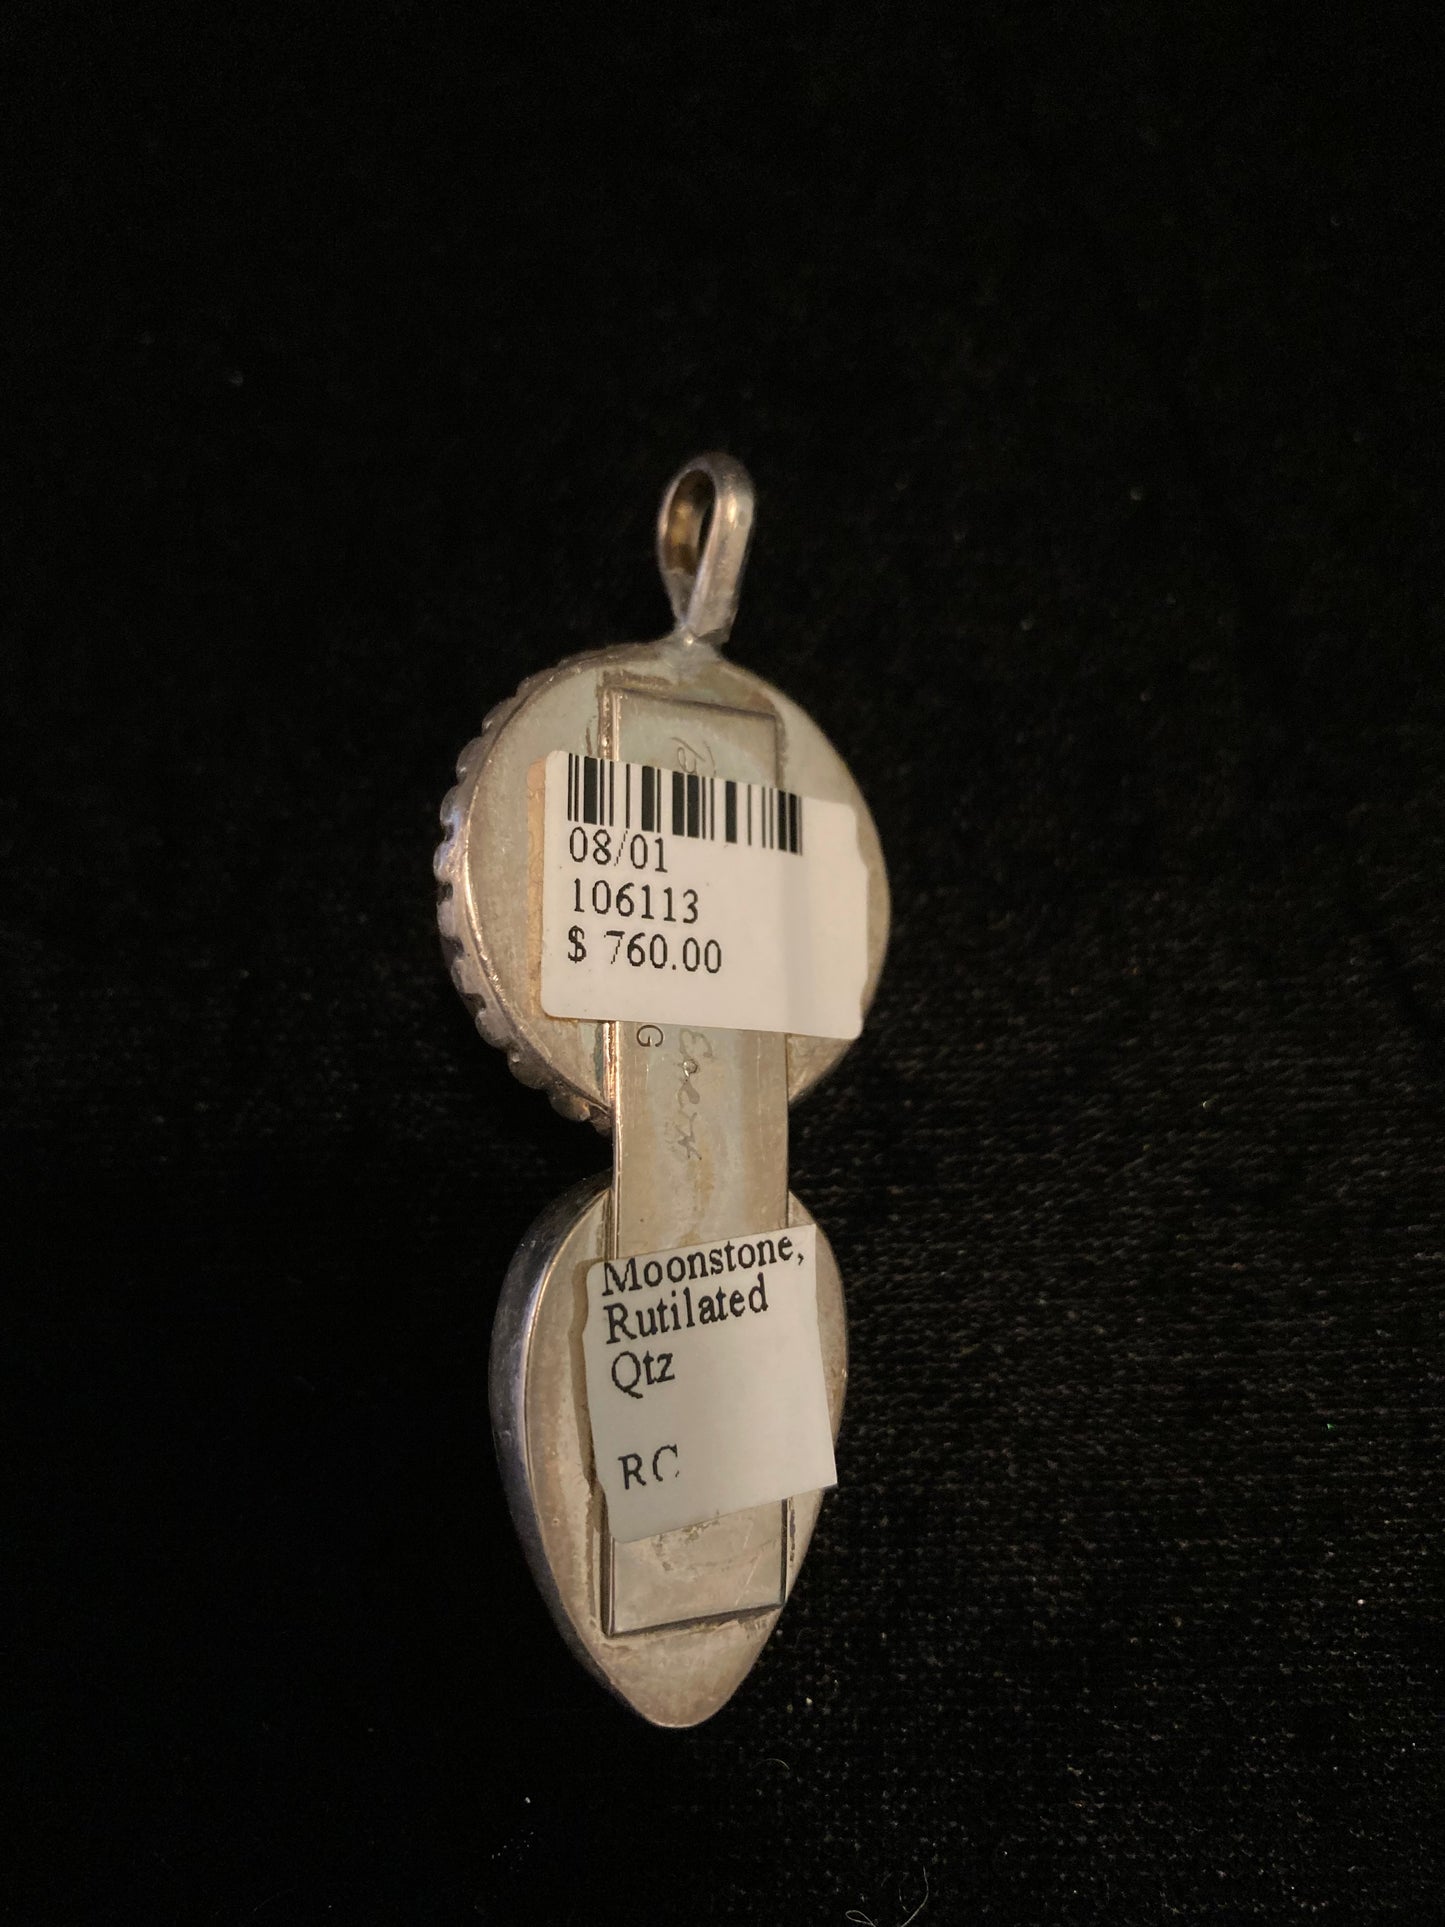 08/01
106113
$ 760.00
G
Moonstone,
Rutilated
Qtz
RC